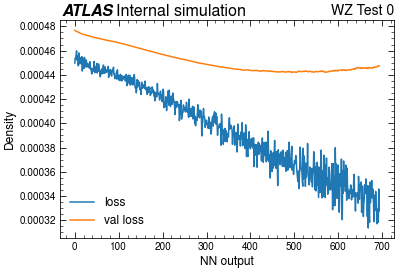 ATLAS Internal simulation WZ Test 0
0.00048
0.00046
0.00044
0.00042
0.00040
0.00038
0.00036
0.00034
0.00032
Density
loss
val loss
0 100 200 300 400 500 600 700
NN output